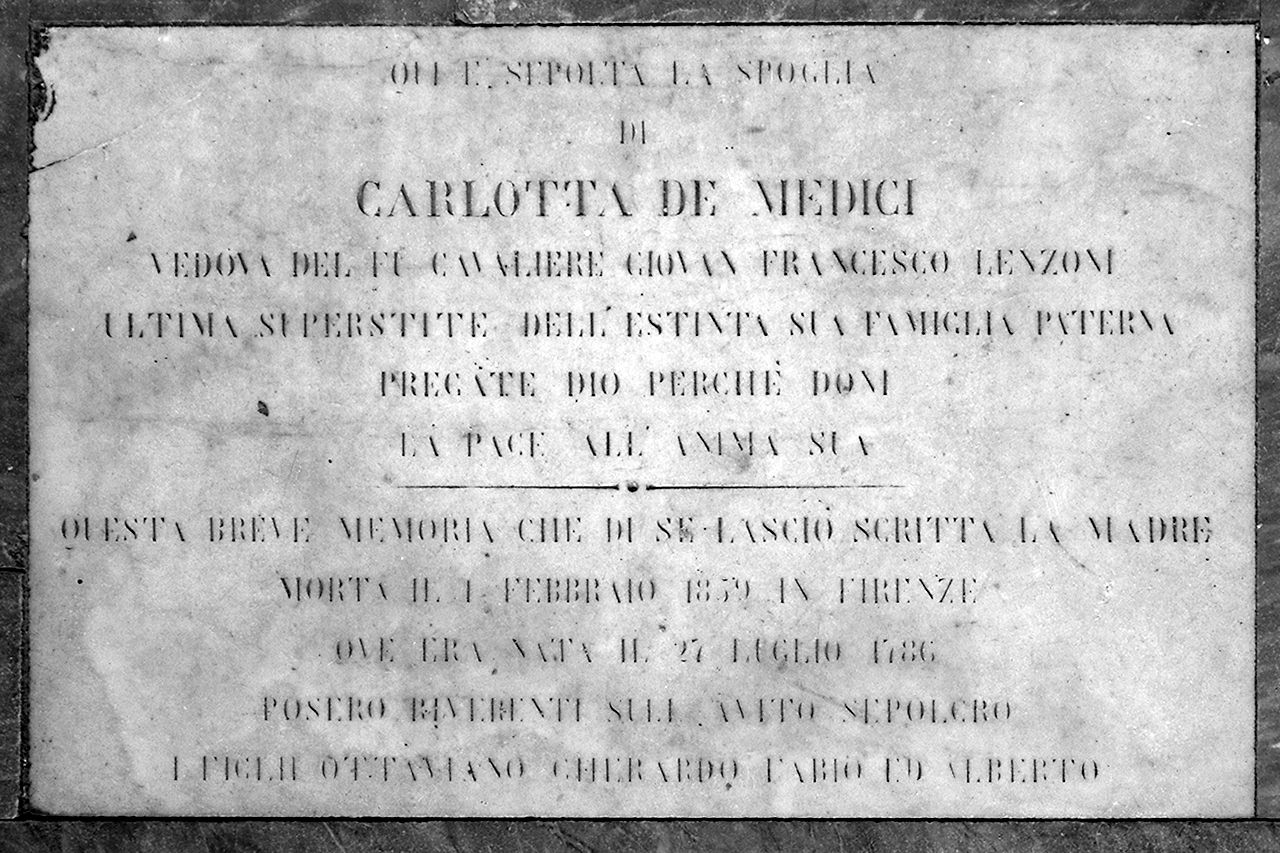 QUI E, SEPOLTA LA SPOGLIA
DI
CARLOTTA DE MEDICI
VEDOVA DEL FU CAVALIERE GIOVAN FRANCESCO LENZONI
ULTIMA SUPERSTITE DELL' ESTINTA SUA FAMIGLIA PATERNA
PREGATE DIO PERCHÈ DONI
LA PACE ALL' ANIMA SUA
QUESTA BREVE MEMORIA CHE DI SE LASCIÒ SCRITTA LA MADRE
MORTA IL 1 FEBBRAIO 1859 IN FIRENZE
OVE ERA NATA IL 27 LUGLIO 1786
POSERO RIVERENTI SULL' AVITO SEPOLCRO
I FIGLII OTTAVIANO GHERARDO FABIO ED ALBERTO